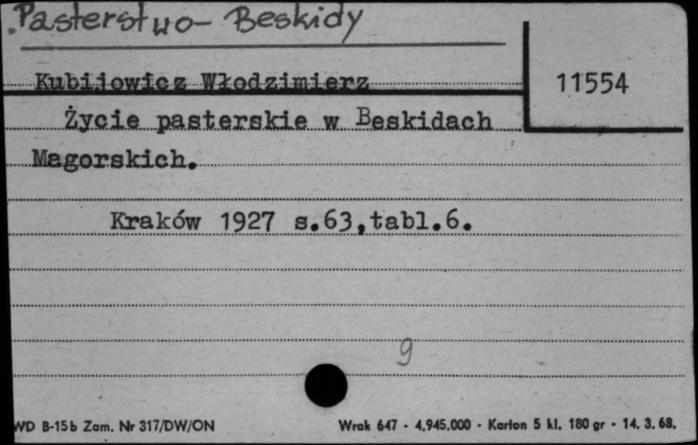 Pasterstwo- Beskidy
Kubijowicz Włodzimierz
11554
Życie pasterskie w Beskidach
Magorskich.
Kraków 1927 s.63,tabl.6.
9
WD B-15b Zam. Nr 317/DW/ON
Wrak 647 - 4.945.000 - Karton 5 kl. 180 gr - 14. 3. 68.